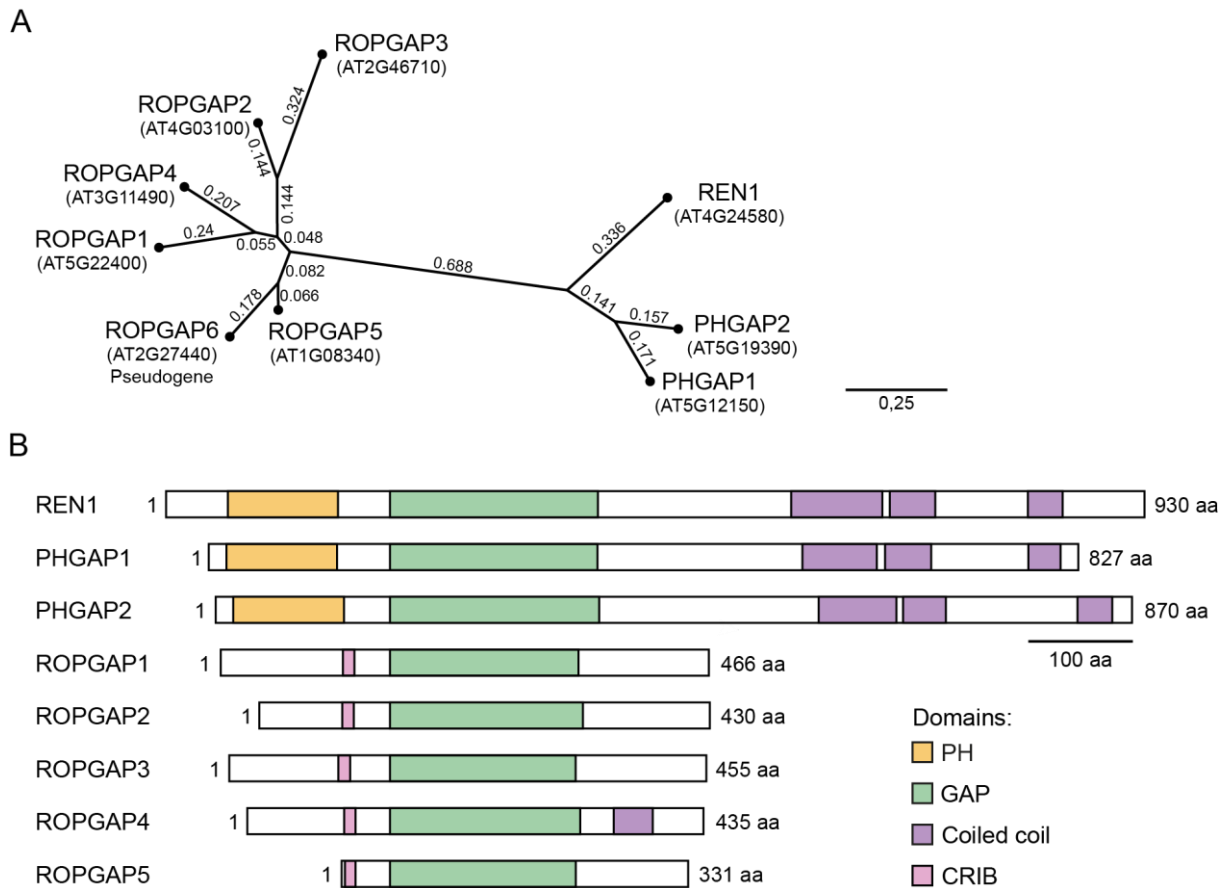 A
ROPGAP3
(AT2G46710)
0.324
ROPGAP2
(AT4G03100)
0.144
ROPGAP4
(AT3G11490)
0.207
0.144
REN1
(AT4G24580)
0.336
ROPGAP1
(AT5G22400)
0.24
0.055
0.048
0.688
0.082
0.066
0.178
0.141
0.157
0.171
ROPGAP6
(AT2G27440)
Pseudogene
ROPGAP5
(AT1G08340)
PHGAP2
(AT5G19390)
PHGAP1
(AT5G12150)
0,25
B
REN1 1 930 aa
PHGAP1 1 827 aa
PHGAP2 1 870 aa
100 aa
ROPGAP1 1 466 aa
ROPGAP2 1 430 aa
ROPGAP3 1 455 aa
ROPGAP4 1 435 aa
ROPGAP5 1 331 aa
Domains:
PH
GAP
Coiled coil
CRIB